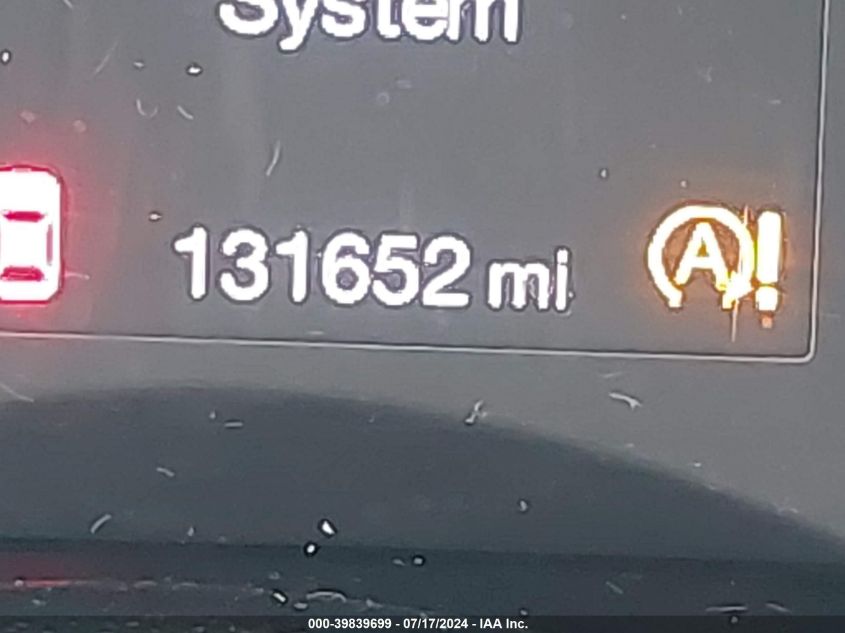 System
131652 mi
A!
000-39839699 - 07/17/2024 - IAA Inc.